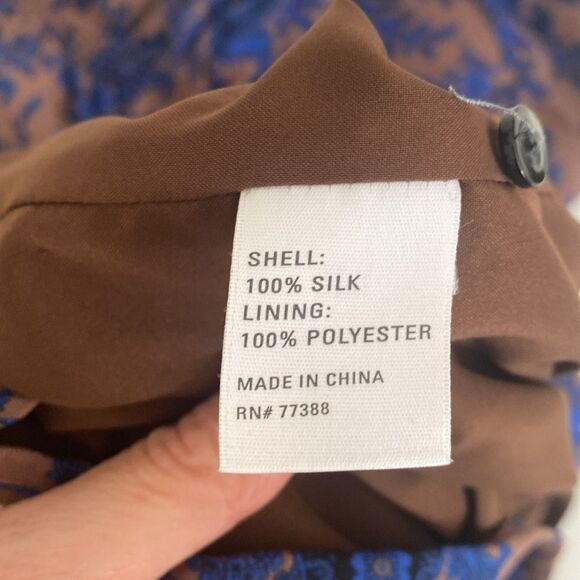 SHELL:
100% SILK
LINING:
100% POLYESTER
MADE IN CHINA
RN# 77388